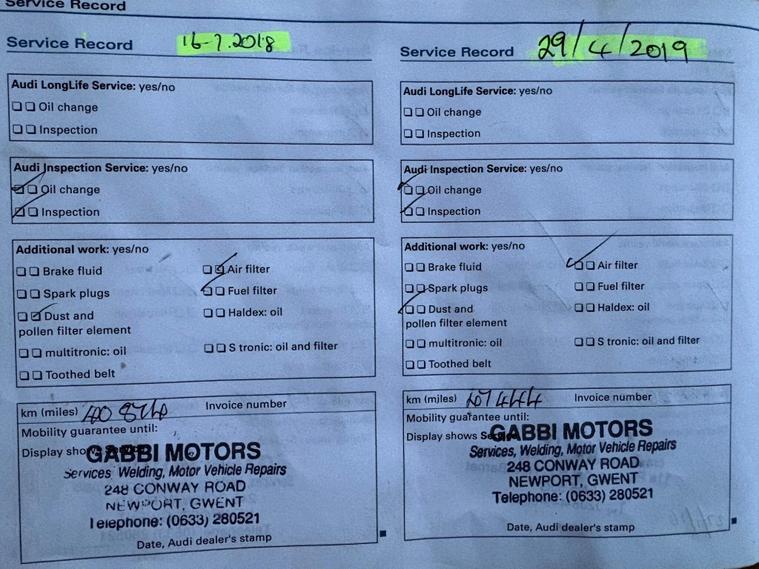 Service Record
Service Record 16-7.2018
Audi LongLife Service: yes/no
Oil change
Inspection
Audi Inspection Service: yes/no
Oil change
Inspection
Additional work: yes/no
Brake fluid
Air filter
Spark plugs
Fuel filter
Dust and
pollen filter element
Haldex: oil
multitronic: oil
S tronic: oil and filter
Toothed belt
km (miles)
Invoice number
Mobility guarantee until:
Display shows
GABBI MOTORS
Services, Welding, Motor Vehicle Repairs
248 CONWAY ROAD
NEWPORT, GWENT
Telephone: (0633) 280521
Date, Audi dealer's stamp
Service Record 29/4/2019
Audi LongLife Service: yes/no
Oil change
Inspection
Audi Inspection Service: yes/no
Oil change
Inspection
Additional work: yes/no
Brake fluid
Air filter
Spark plugs
Fuel filter
Dust and
pollen filter element
Haldex: oil
multitronic: oil
S tronic: oil and filter
Toothed belt
km (miles)
Invoice number
Mobility guarantee until:
Display shows
GABBI MOTORS
Services, Welding, Motor Vehicle Repairs
248 CONWAY ROAD
NEWPORT, GWENT
Telephone: (0633) 280521
Date, Audi dealer's stamp